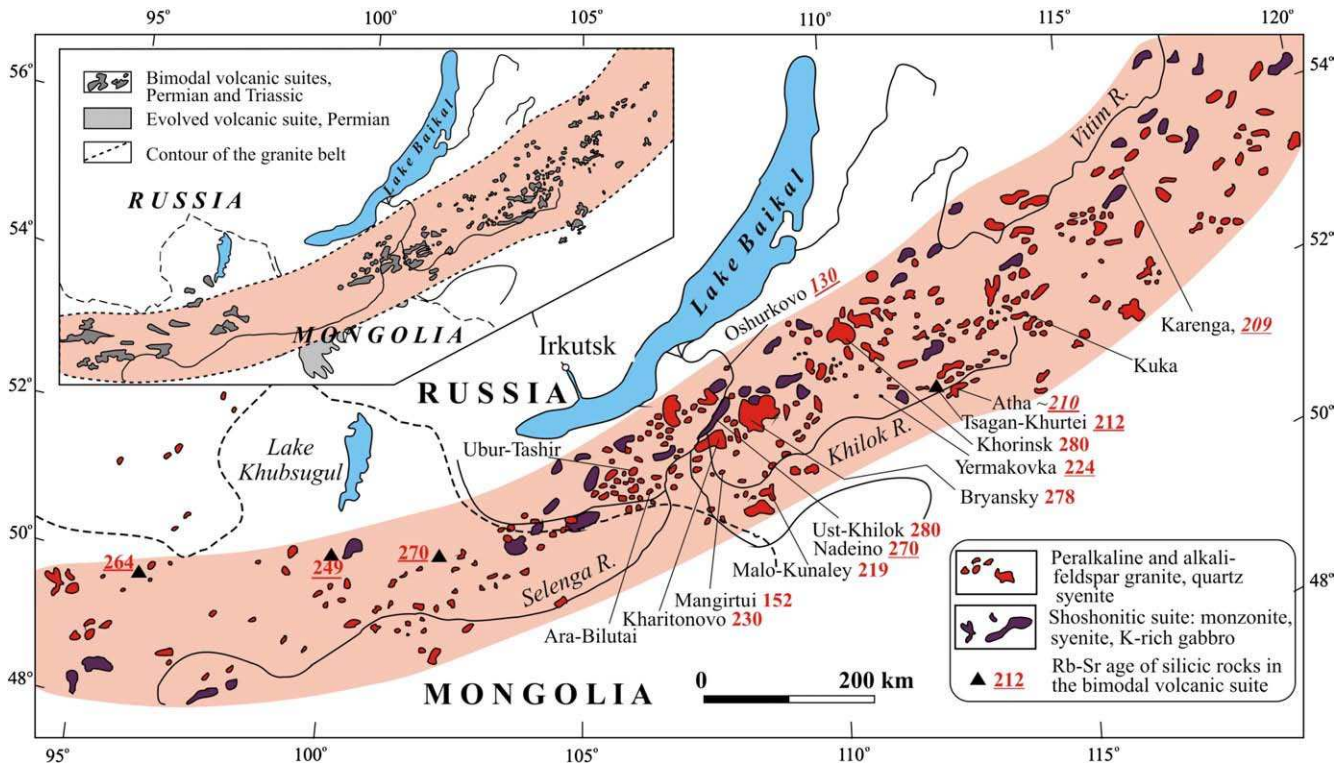 95° 100° 105° 110° 115° 120°
56°
54°
52°
54°
52°
50°
48°
50°
48°
Bimodal volcanic suites,
Permian and Triassic
Evolved volcanic suite, Permian
Contour of the granite belt
RUSSIA
Lake Baikal
MONGOLIA
Lake Baikal
Vitim R.
Oshurkovo 130
Irkutsk
RUSSIA
Karenga, 209
Kuka
Atha ~210
Tsagan-Khurtei 212
Khorinsk 280
Yermakovka 224
Bryansky 278
Khilok R.
Ubur-Tashir
Lake
Khubsugul
264
249
270
Ust-Khilok 280
Nadeino 270
Malo-Kunaley 219
Mangirtui 152
Kharitonovo 230
Ara-Bilutai
Selenga R.
MONGOLIA
0 200 km
Peralkaline and alkali-
feldspar granite, quartz
syenite
Shoshonitic suite: monzonite,
syenite, K-rich gabbro
212 Rb-Sr age of silicic rocks in
the bimodal volcanic suite
95° 100° 105° 110° 115°